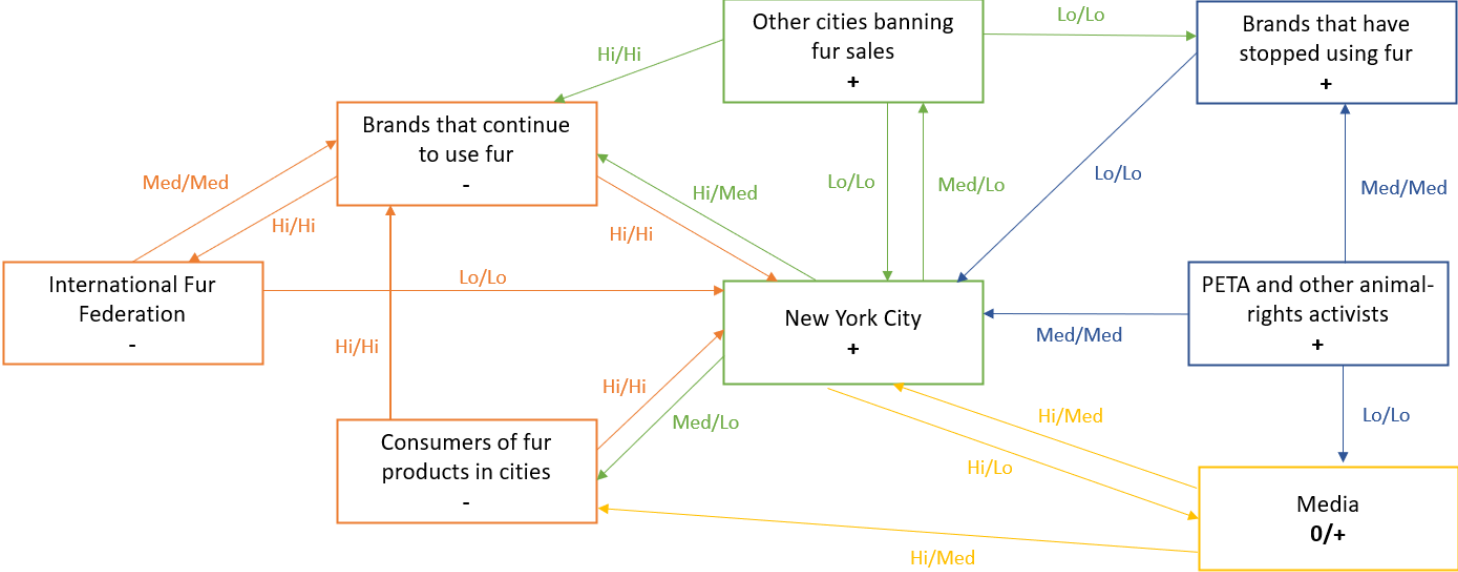 Other cities banning
fur sales
+
Lo/Lo
Brands that have
stopped using fur
+
Hi/Hi
Brands that continue
to use fur
-
Med/Med
Hi/Hi
Hi/Med
Hi/Hi
Lo/Lo
Med/Lo
Lo/Lo
Med/Med
International Fur
Federation
-
Lo/Lo
New York City
+
PETA and other animal-
rights activists
+
Med/Med
Hi/Hi
Hi/Hi
Med/Lo
Consumers of fur
products in cities
-
Hi/Med
Hi/Lo
Lo/Lo
Media
0/+
Hi/Med